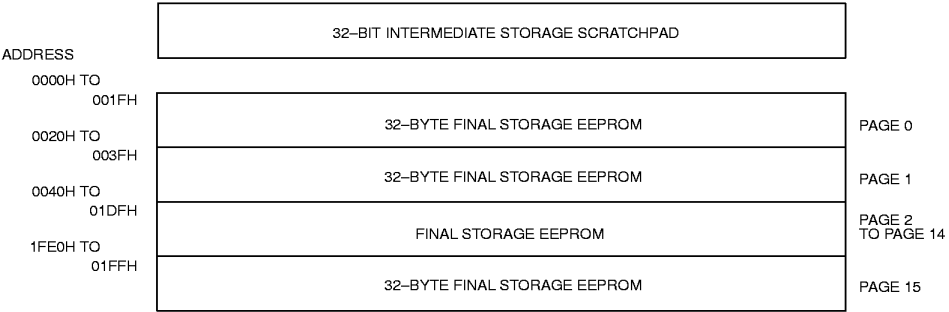 32–BIT INTERMEDIATE STORAGE SCRATCHPAD
ADDRESS
0000H TO
001FH
32–BYTE FINAL STORAGE EEPROM
PAGE 0
0020H TO
003FH
32–BYTE FINAL STORAGE EEPROM
PAGE 1
0040H TO
01DFH
FINAL STORAGE EEPROM
PAGE 2
TO PAGE 14
1FE0H TO
01FFH
32–BYTE FINAL STORAGE EEPROM
PAGE 15